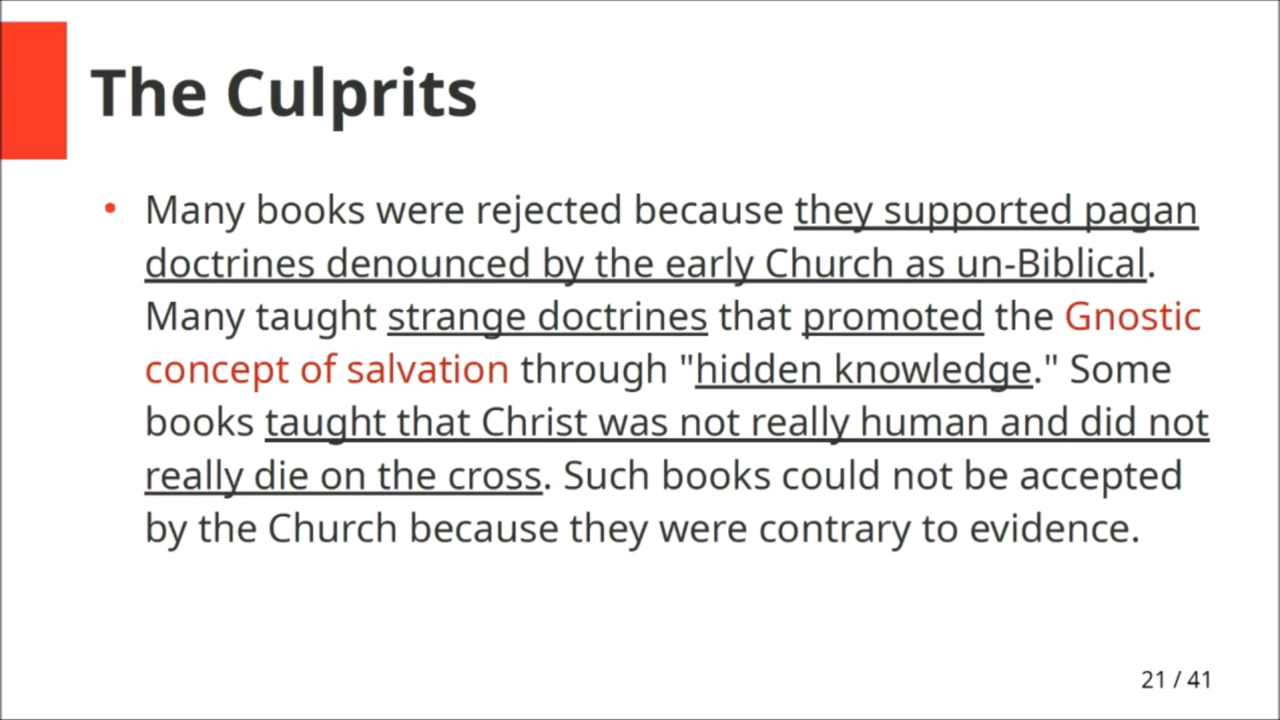 The Culprits
• Many books were rejected because they supported pagan
doctrines denounced by the early Church as un-Biblical.
Many taught strange doctrines that promoted the Gnostic
concept of salvation through "hidden knowledge." Some
books taught that Christ was not really human and did not
really die on the cross. Such books could not be accepted
by the Church because they were contrary to evidence.
21 / 41